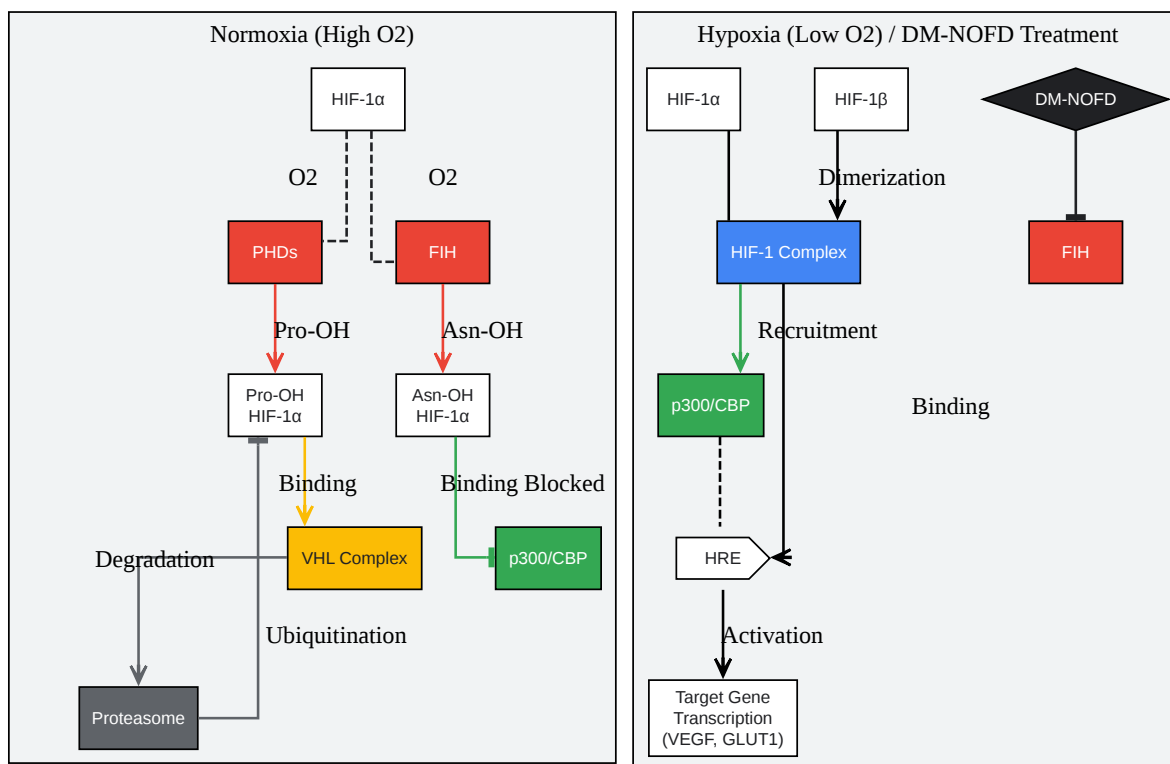 Normoxia (High O2)
HIF-1α
O2
O2
PHDs
FIH
Pro-OH
Asn-OH
Pro-OH
HIF-1α
Asn-OH
HIF-1α
Binding
Binding Blocked
Degradation
VHL Complex
p300/CBP
Ubiquitination
Proteasome
Hypoxia (Low O2) / DM-NOFD Treatment
HIF-1α
HIF-1β
DM-NOFD
Dimerization
HIF-1 Complex
FIH
Recruitment
p300/CBP
Binding
HRE
Activation
Target Gene
Transcription
(VEGF, GLUT1)